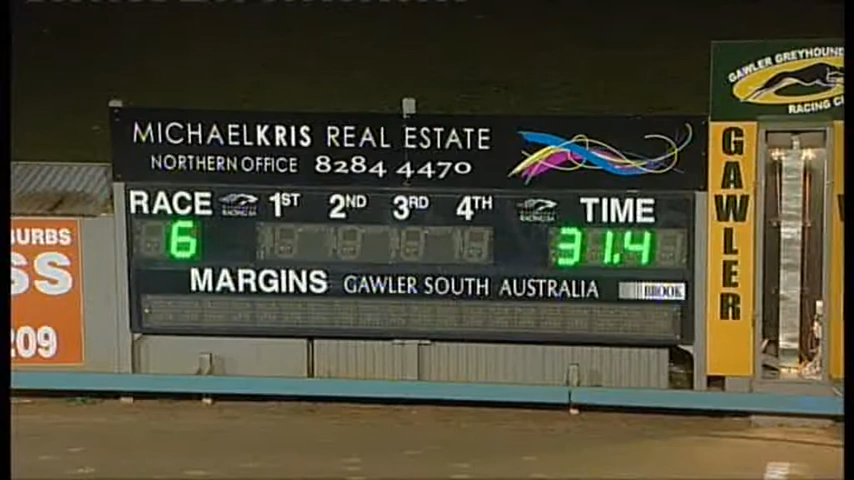 GAWLER GREYHOUND
RACING C
MICHAELKRIS REAL ESTATE
NORTHERN OFFICE 8284 4470
RACE 1ST 2ND 3RD 4TH TIME
6 31.4
MARGINS GAWLER SOUTH AUSTRALIA BROOK
GAWLER
URBS
SS
209